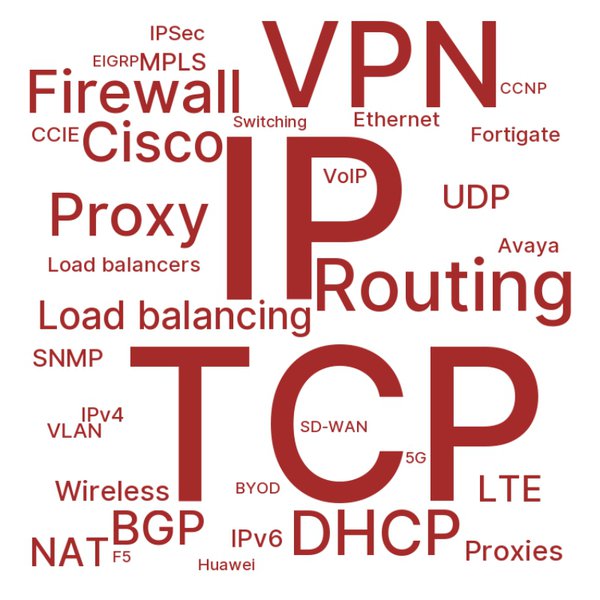 IPSec
VPN
EIGRP
MPLS
Firewall
CCNP
Switching
Ethernet
CCIE
Cisco
Fortigate
IP
VoIP
UDP
Proxy
Avaya
Load balancers
Routing
Load balancing
SNMP
TCP
IPv4
VLAN
SD-WAN
5G
Wireless
BYOD
LTE
BGP
DHCP
IPv6
NAT
F5
Proxies
Huawei